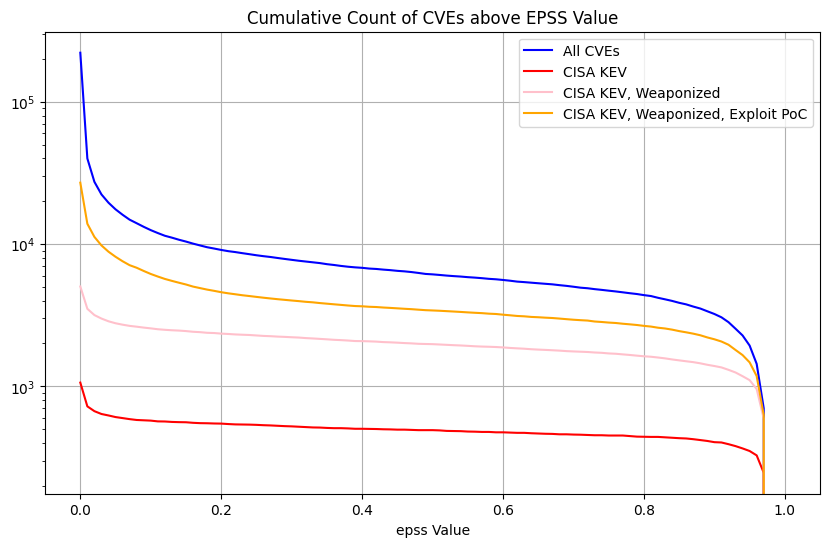 Cumulative Count of CVEs above EPSS Value
All CVEs
CISA KEV
CISA KEV, Weaponized
CISA KEV, Weaponized, Exploit PoC
10⁵
10⁴
10³
0.0 0.2 0.4 0.6 0.8 1.0
epss Value